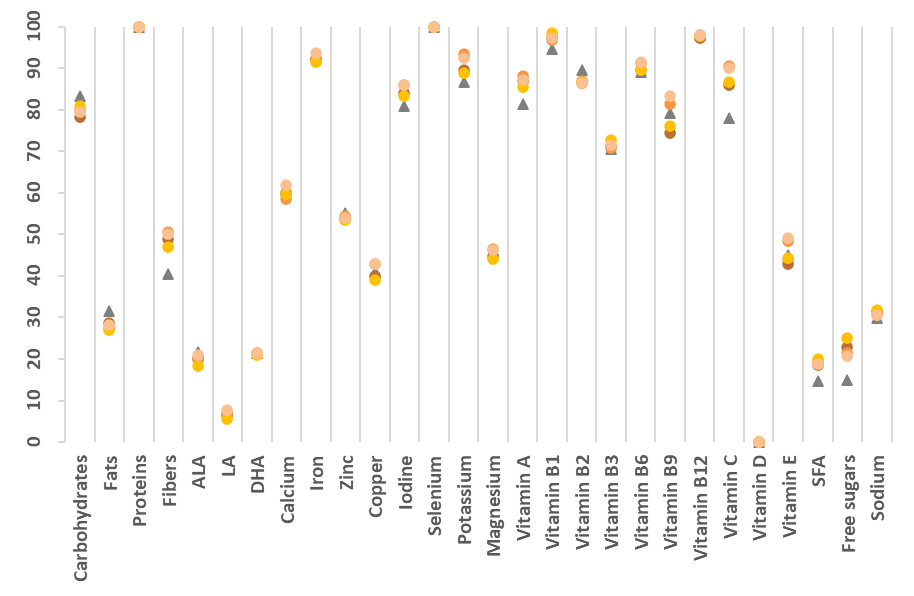 100
90
80
70
60
50
40
30
20
10
0
Carbohydrates
Fats
Proteins
Fibers
ALA
LA
DHA
Calcium
Iron
Zinc
Copper
Iodine
Selenium
Potassium
Magnesium
Vitamin A
Vitamin B1
Vitamin B2
Vitamin B3
Vitamin B6
Vitamin B9
Vitamin B12
Vitamin C
Vitamin D
Vitamin E
SFA
Free sugars
Sodium